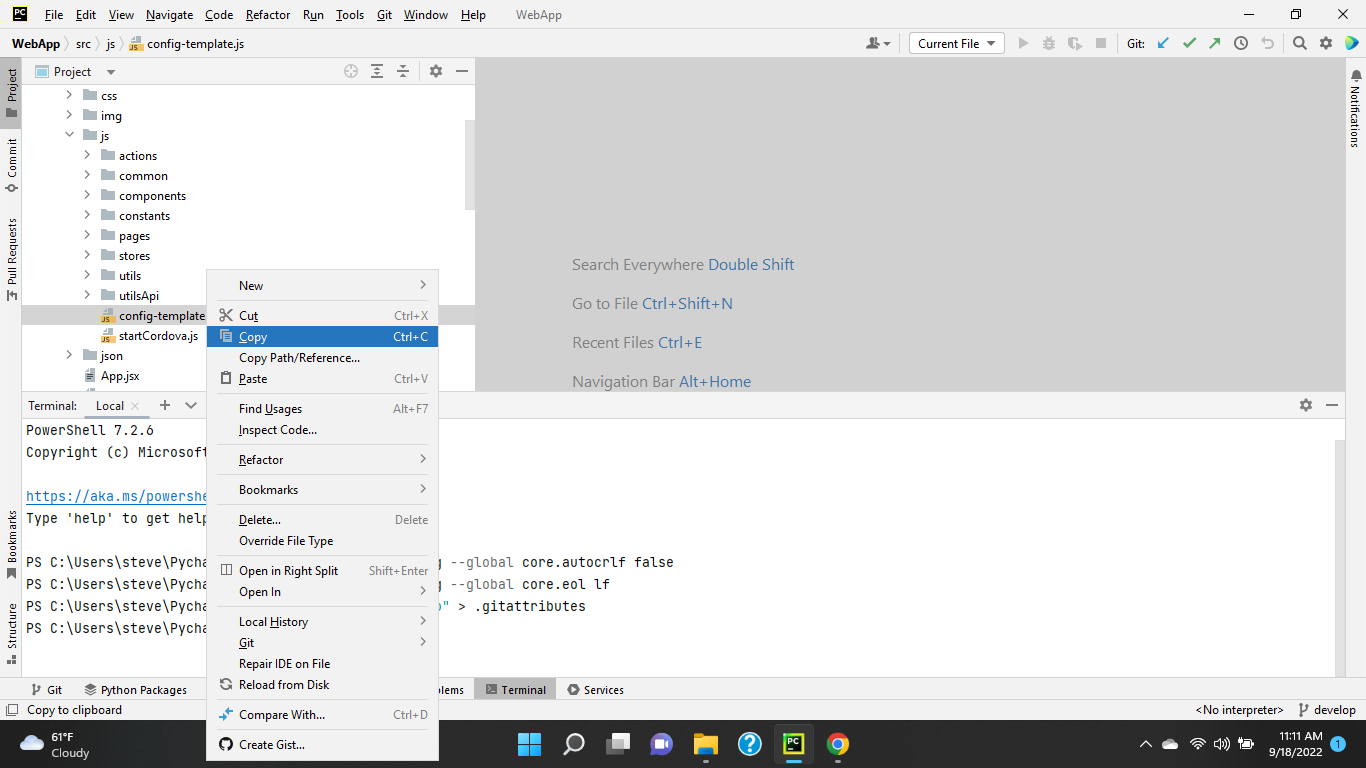 PC File Edit View Navigate Code Refactor Run Tools Git Window Help WebApp
WebApp src js config-template.js Current File Git:
Project
css
img
js
actions
common
components
constants
pages
stores
utils
utilsApi
config-template
startCordova.js
json
App.jsx
Project
Commit
Pull Requests
Bookmarks
Structure
Notifications
Search Everywhere Double Shift
Go to File Ctrl+Shift+N
Recent Files Ctrl+E
Navigation Bar Alt+Home
New
Cut Ctrl+X
Copy Ctrl+C
Copy Path/Reference...
Paste Ctrl+V
Find Usages Alt+F7
Inspect Code...
Refactor
Bookmarks
Delete... Delete
Override File Type
Open in Right Split Shift+Enter
Open In
Local History
Git
Repair IDE on File
Reload from Disk
Compare With... Ctrl+D
Create Gist...
Terminal: Local
PowerShell 7.2.6
Copyright (c) Microsoft
https://aka.ms/powershe
Type 'help' to get help
PS C:\Users\steve\Pycha g --global core.autocrlf false
PS C:\Users\steve\Pycha g --global core.eol lf
PS C:\Users\steve\Pycha " > .gitattributes
PS C:\Users\steve\Pycha
Git Python Packages blems Terminal Services
Copy to clipboard <No interpreter> develop
61°F
Cloudy
PC
11:11 AM
9/18/2022 1